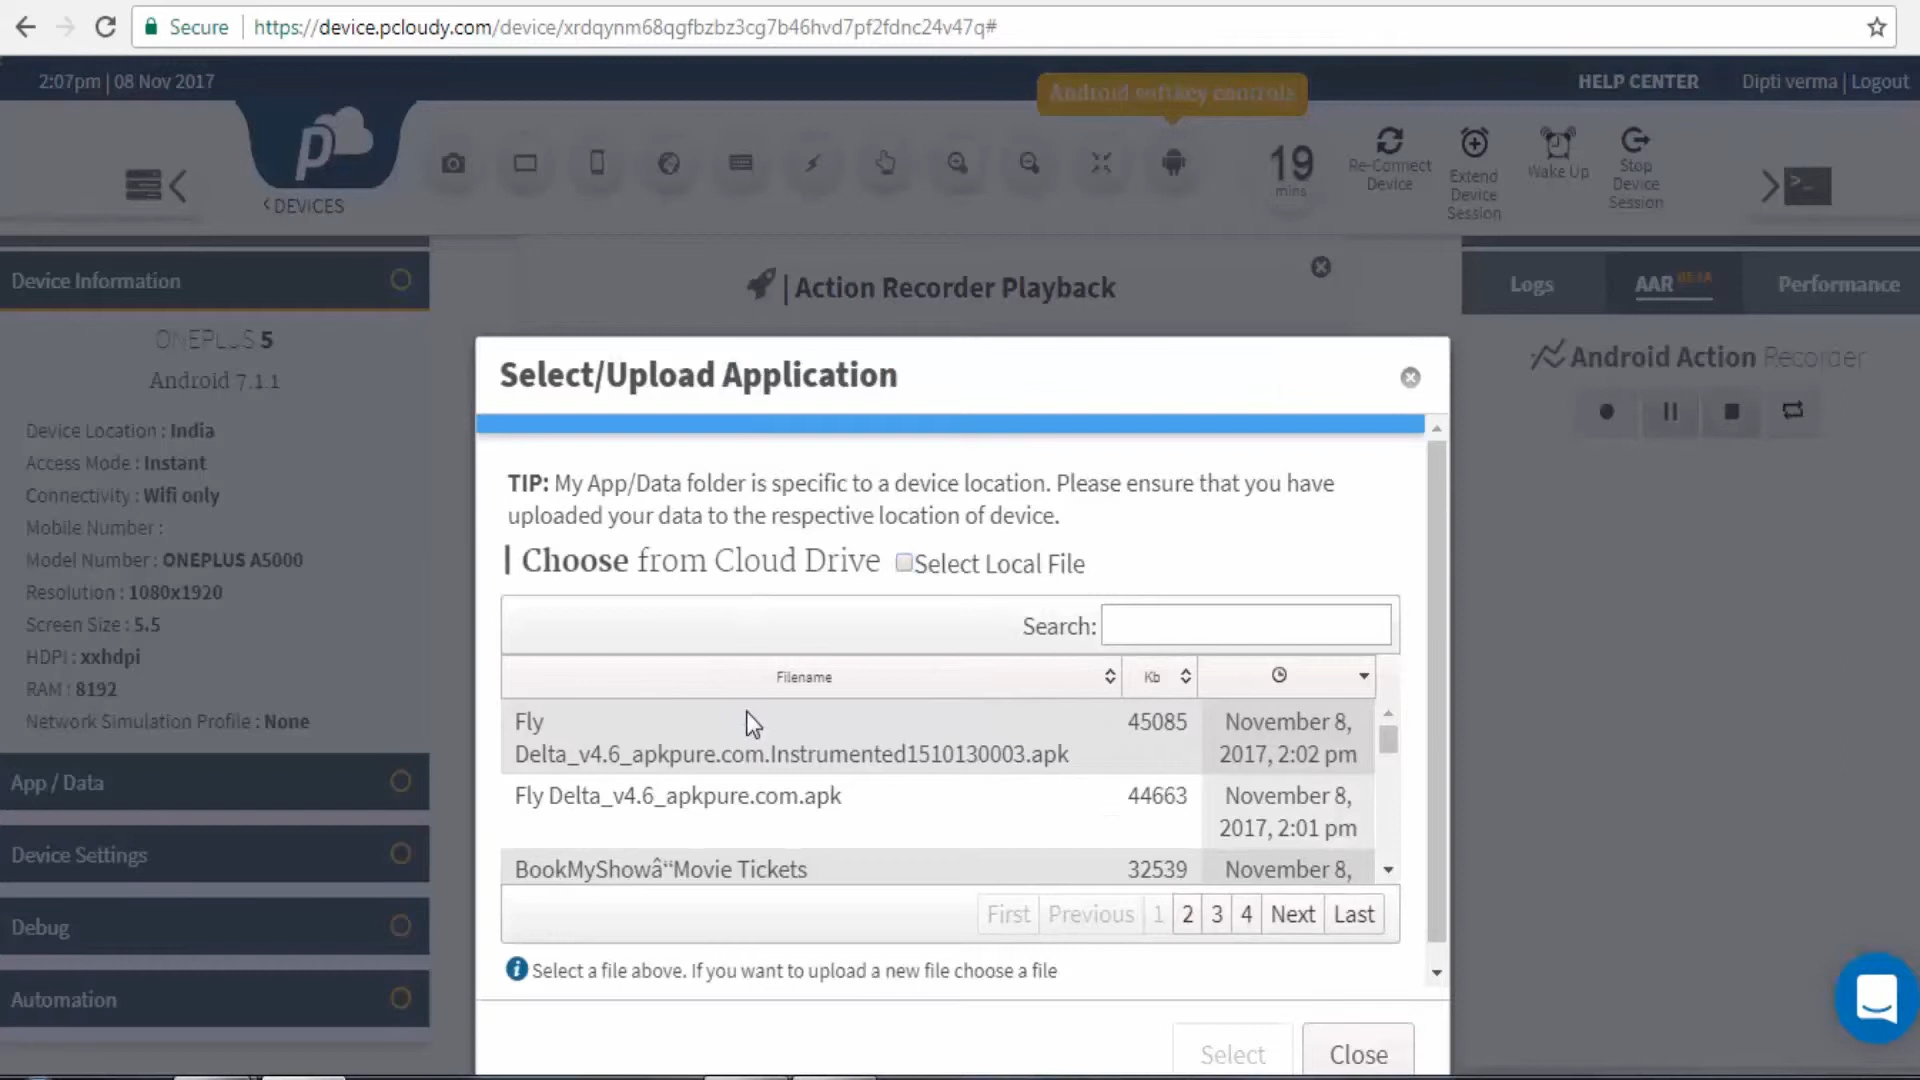 Secure
https://device.pcloudy.com/device/xrdqynm68qgfbzbz3cg7b46hvd7pf2fdnc24v47q#
2:07pm | 08 Nov 2017
Android softkey controls
HELP CENTER
Dipti verma | Logout
p
< DEVICES
19
mins
Re-Connect
Device
Extend
Device
Session
Wake Up
Stop
Device
Session
>_
Device Information
ONEPLUS 5
Android 7.1.1
Device Location : India
Access Mode : Instant
Connectivity : Wifi only
Mobile Number :
Model Number : ONEPLUS A5000
Resolution : 1080x1920
Screen Size : 5.5
HDPI : xxhdpi
RAM : 8192
Network Simulation Profile : None
App / Data
Device Settings
Debug
Automation
| Action Recorder Playback
Select/Upload Application
TIP: My App/Data folder is specific to a device location. Please ensure that you have
uploaded your data to the respective location of device.
| Choose from Cloud Drive Select Local File
Search:
Filename
Kb
Fly
Delta_v4.6_apkpure.com.Instrumented1510130003.apk
45085
November 8,
2017, 2:02 pm
Fly Delta_v4.6_apkpure.com.apk
44663
November 8,
2017, 2:01 pm
BookMyShowâ“Movie Tickets
32539
November 8,
First Previous 1 2 3 4 Next Last
Select a file above. If you want to upload a new file choose a file
Select
Close
Logs
AAR BETA
Performance
Android Action Recorder